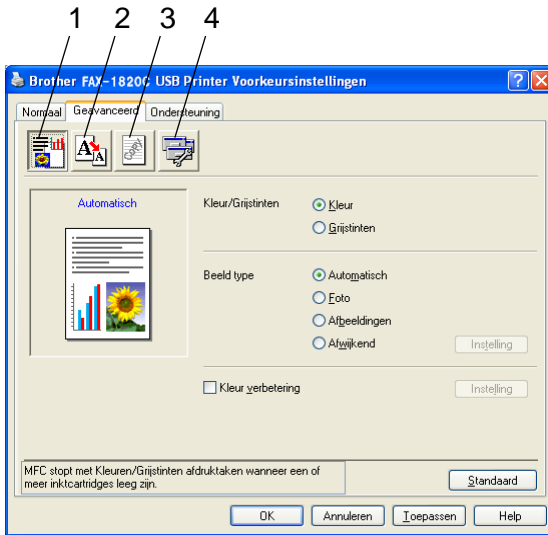 1 2 3 4
Brother FAX-1820C USB Printer Voorkeursinstellingen
Normaal Geavanceerd Ondersteuning
A A Copy
Automatisch
Kleur/Grijstinten
Kleur
Grijstinten
Beeld type
Automatisch
Foto
Afbeeldingen
Afwijkend
Instelling
Kleur verbetering
Instelling
MFC stopt met Kleuren/Grijstinten afdruktaken wanneer een of
meer inktcartridges leeg zijn.
Standaard
OK Annuleren Toepassen Help